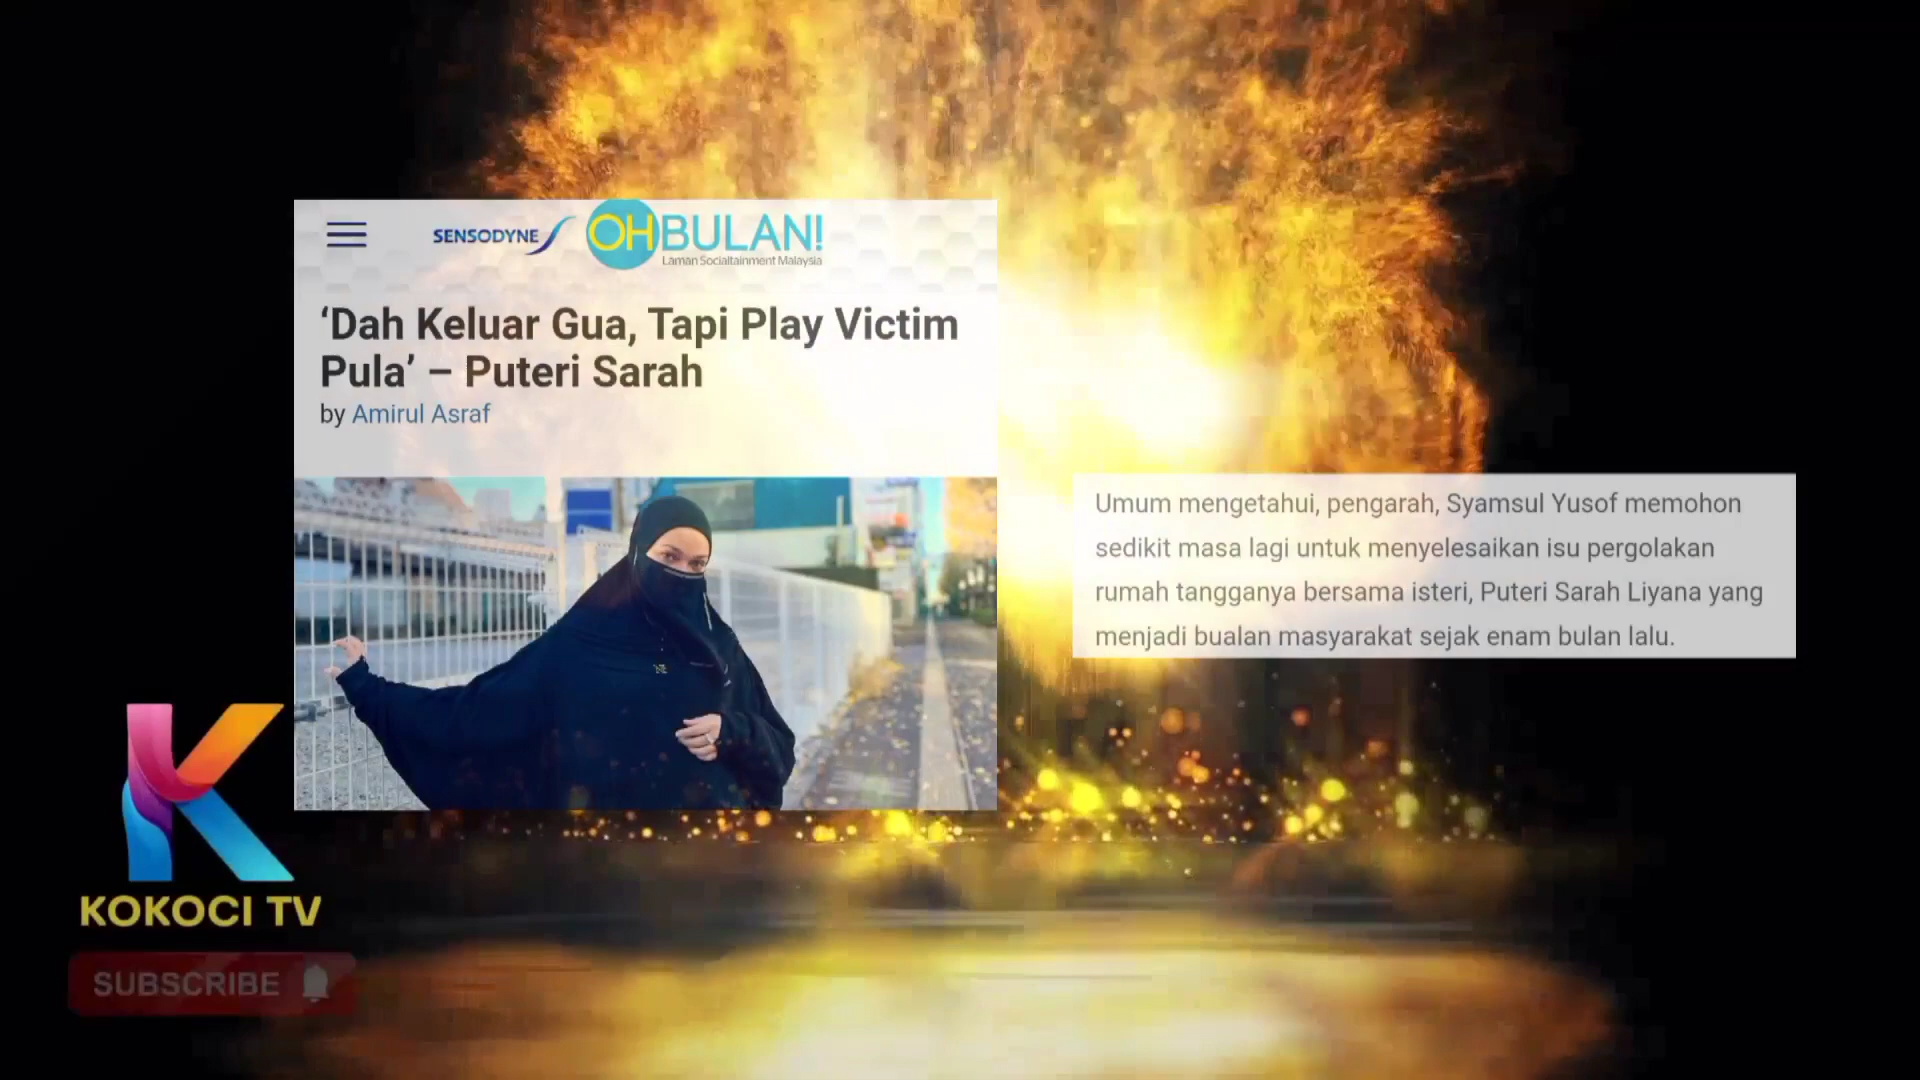 SENSODYNE OHBULAN!
Laman Socialtainment Malaysia
‘Dah Keluar Gua, Tapi Play Victim
Pula’ – Puteri Sarah
by Amirul Asraf
Umum mengetahui, pengarah, Syamsul Yusof memohon
sedikit masa lagi untuk menyelesaikan isu pergolakan
rumah tangganya bersama isteri, Puteri Sarah Liyana yang
menjadi bualan masyarakat sejak enam bulan lalu.
K
KOKOCI TV
SUBSCRIBE